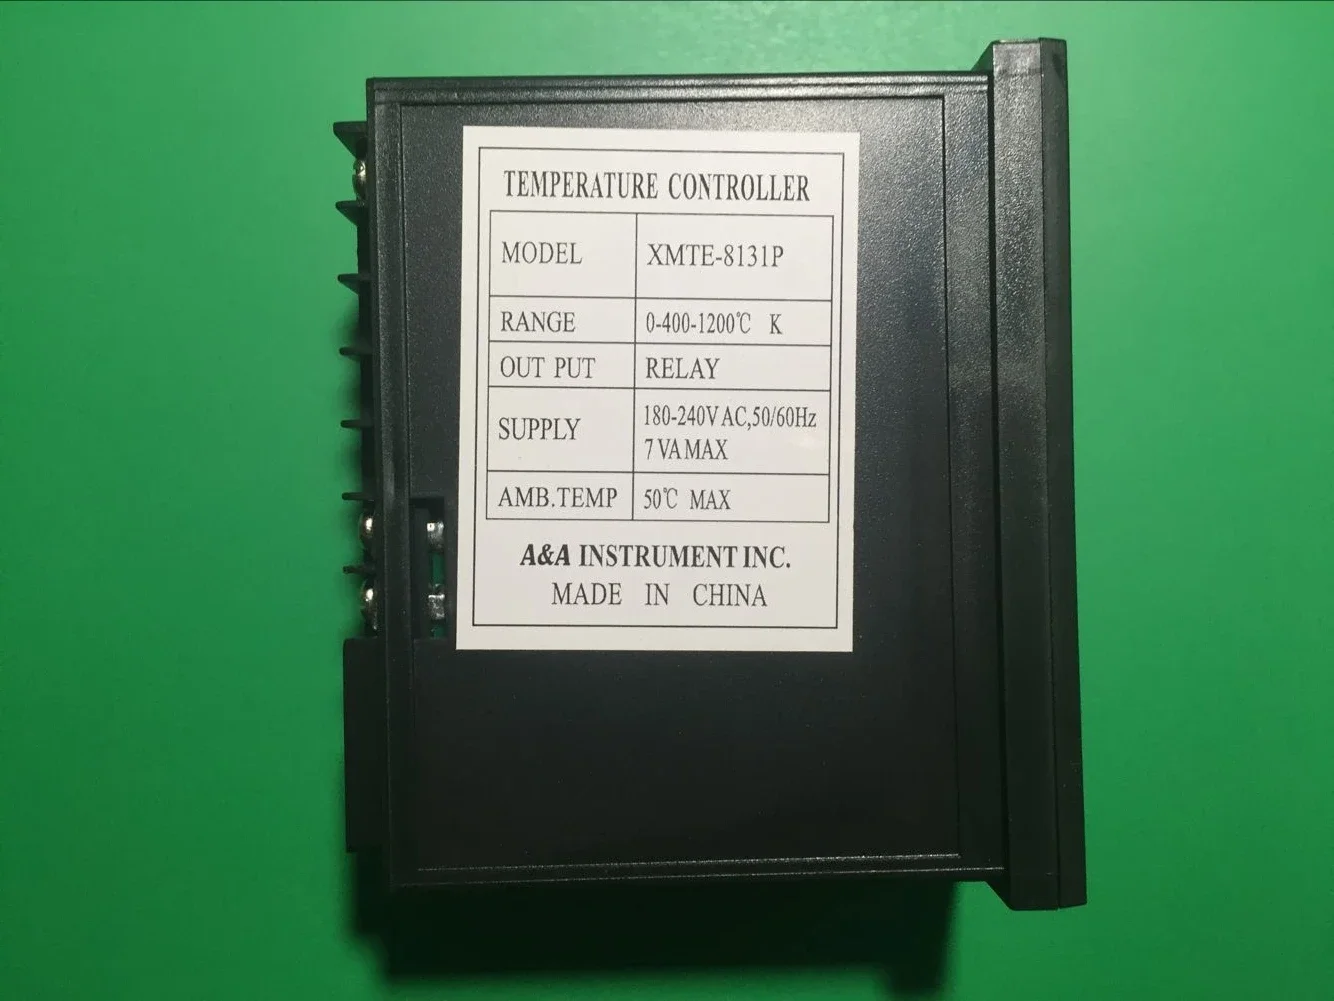 TEMPERATURE CONTROLLER
MODEL XMTE-8131P
RANGE 0-400-1200℃ K
OUT PUT RELAY
SUPPLY 180-240V AC,50/60Hz
7 VA MAX
AMB.TEMP 50℃ MAX
A&A INSTRUMENT INC.
MADE IN CHINA